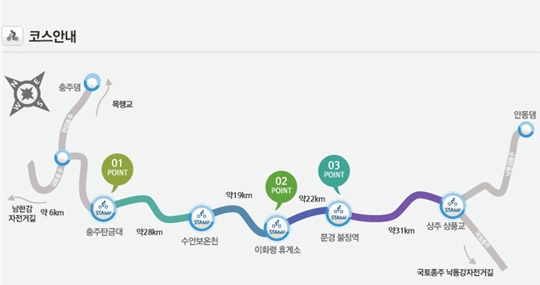 코스안내
N
E
S
W
충주댐
목행교
안동댐
01
POINT
03
POINT
02
POINT
약19km
약22km
남한강
자전거길
약 6km
STAMP
STAMP
STAMP
STAMP
STAMP
충주탄금대
약28km
수안보온천
이화령 휴게소
문경 불정역
약31km
상주 상풍교
국토종주 낙동강자전거길